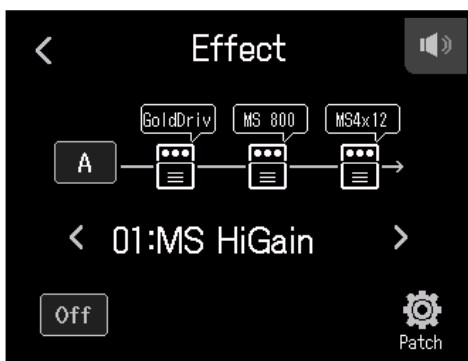 Effect
GoldDriv MS 800 MS4x12
A
01:MS HiGain
Off
Patch